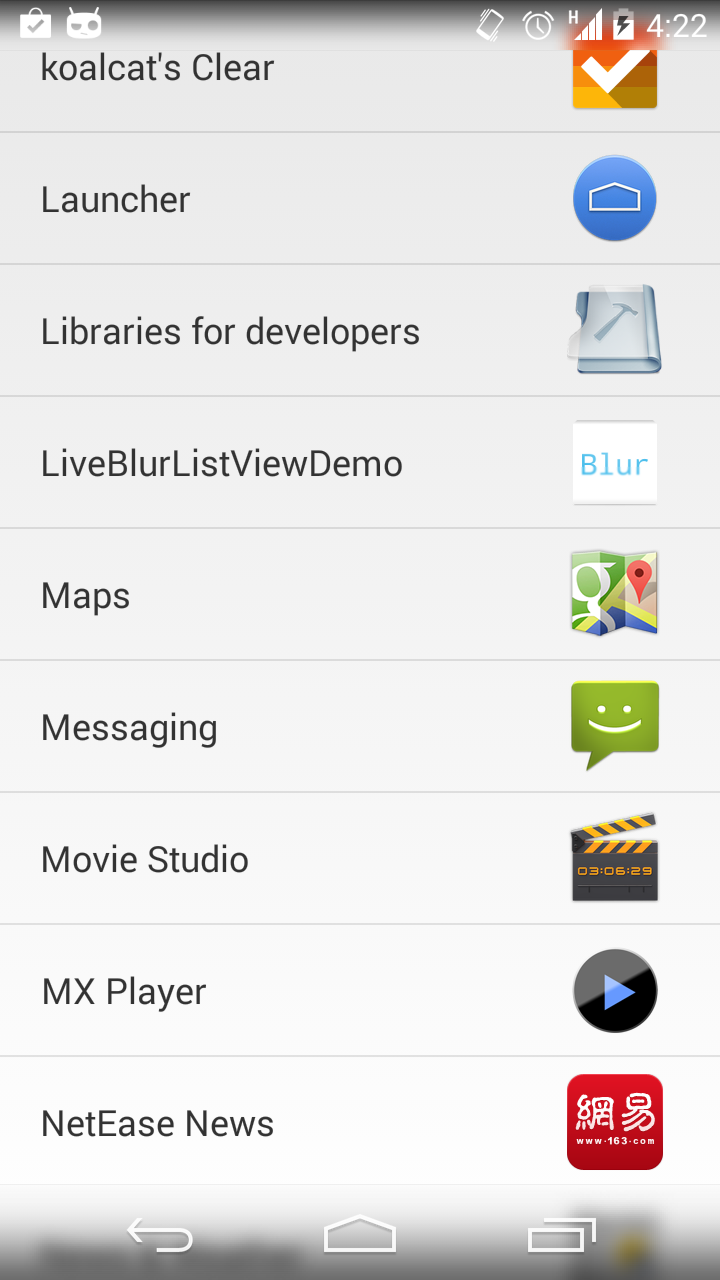 H 4:22
koalcat's Clear
Launcher
Libraries for developers
LiveBlurListViewDemo
Blur
Maps
g
Messaging
Movie Studio
03:06:29
MX Player
NetEase News
網易
www.163.com